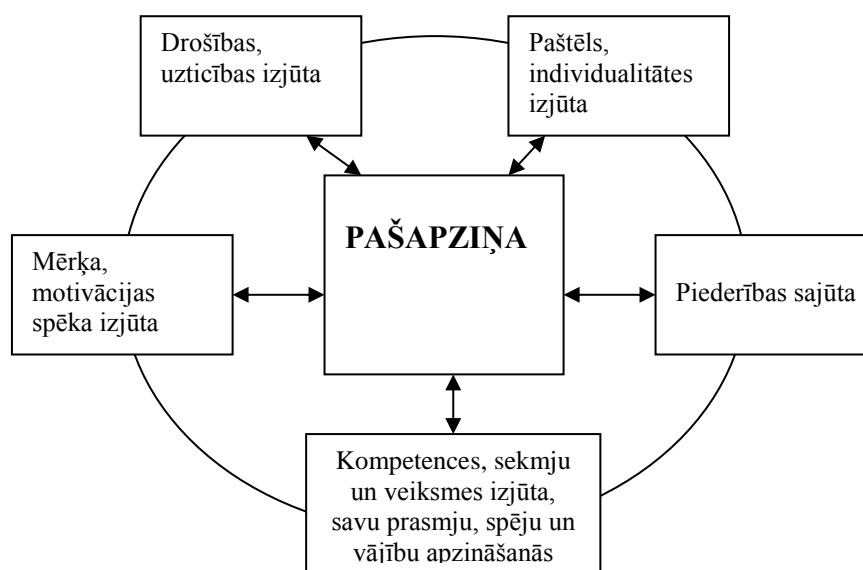 Drošības,
uzticības izjūta
Paštēls,
individualitātes
izjūta
PAŠAPZIŅA
Mērķa,
motivācijas
spēka izjūta
Piederības sajūta
Kompetences, sekmju
un veiksmes izjūta,
savu prasmju, spēju un
vājību apzināšanās